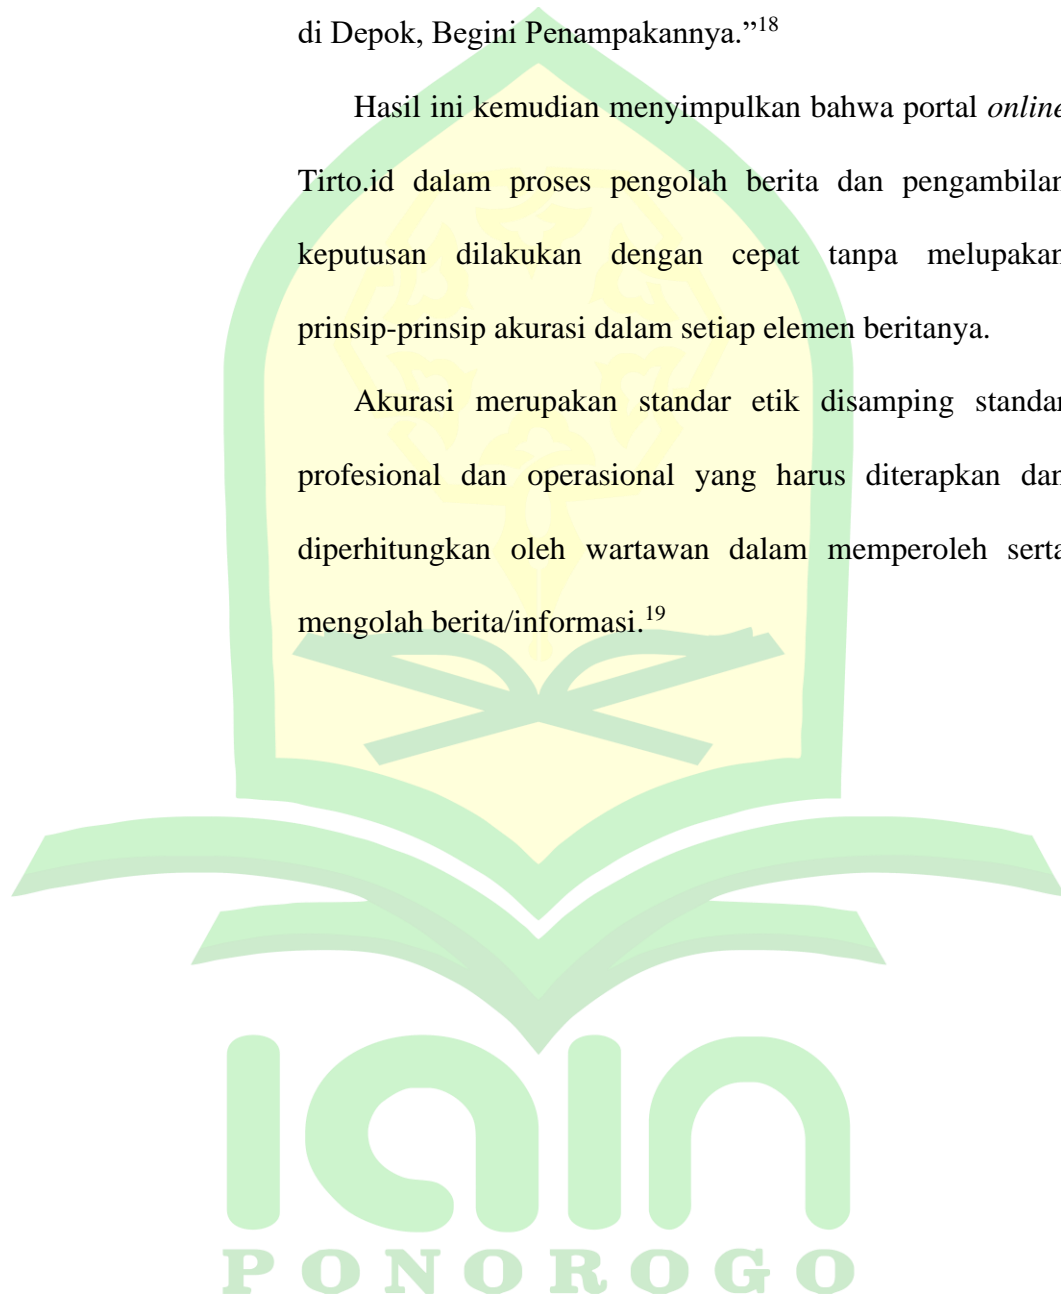 di Depok, Begini Penampakannya.”18
Hasil ini kemudian menyimpulkan bahwa portal online
Tirto.id dalam proses pengolah berita dan pengambilan
keputusan dilakukan dengan cepat tanpa melupakan
prinsip-prinsip akurasi dalam setiap elemen beritanya.
Akurasi merupakan standar etik disamping standar
profesional dan operasional yang harus diterapkan dan
diperhitungkan oleh wartawan dalam memperoleh serta
mengolah berita/informasi.19
iain
PONOROGO